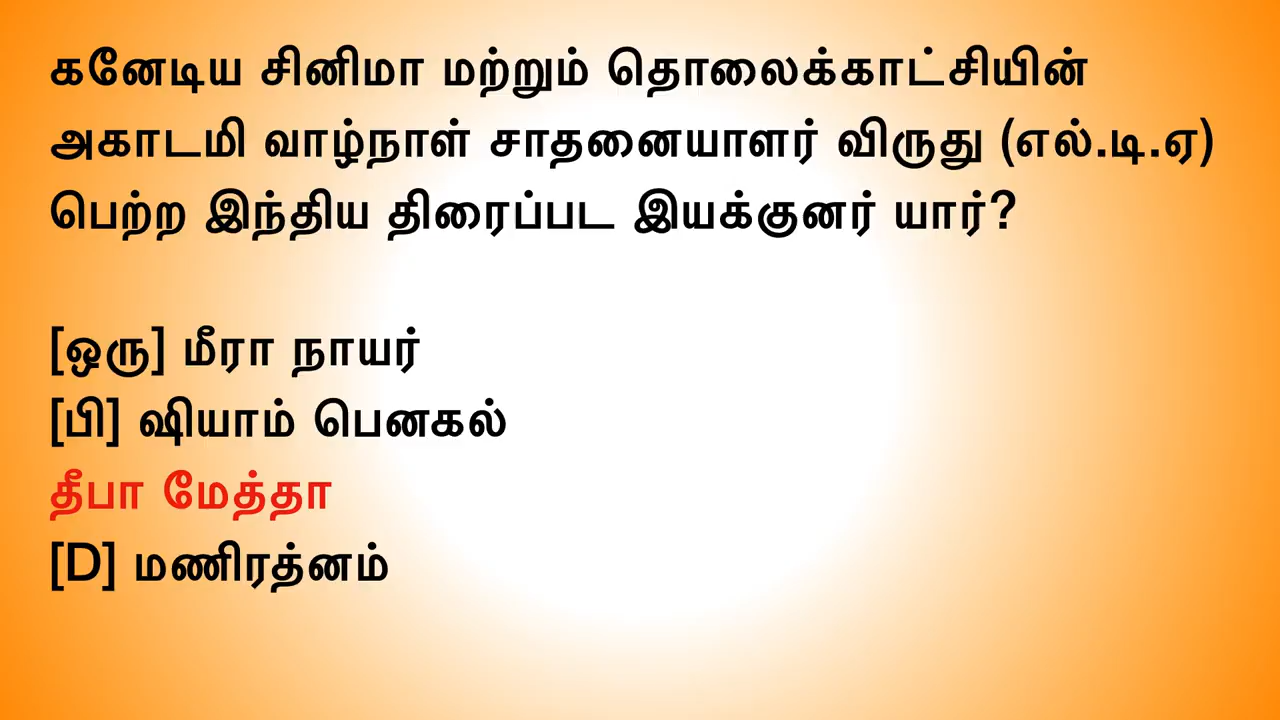 கனேடிய சினிமா மற்றும் தொலைக்காட்சியின்
அகாடமி வாழ்நாள் சாதனையாளர் விருது (எல்.டி.ஏ)
பெற்ற இந்திய திரைப்பட இயக்குனர் யார்?
[ஒரு] மீரா நாயர்
[பி] ஷியாம் பெனகல்
தீபா மேத்தா
[D] மணிரத்னம்